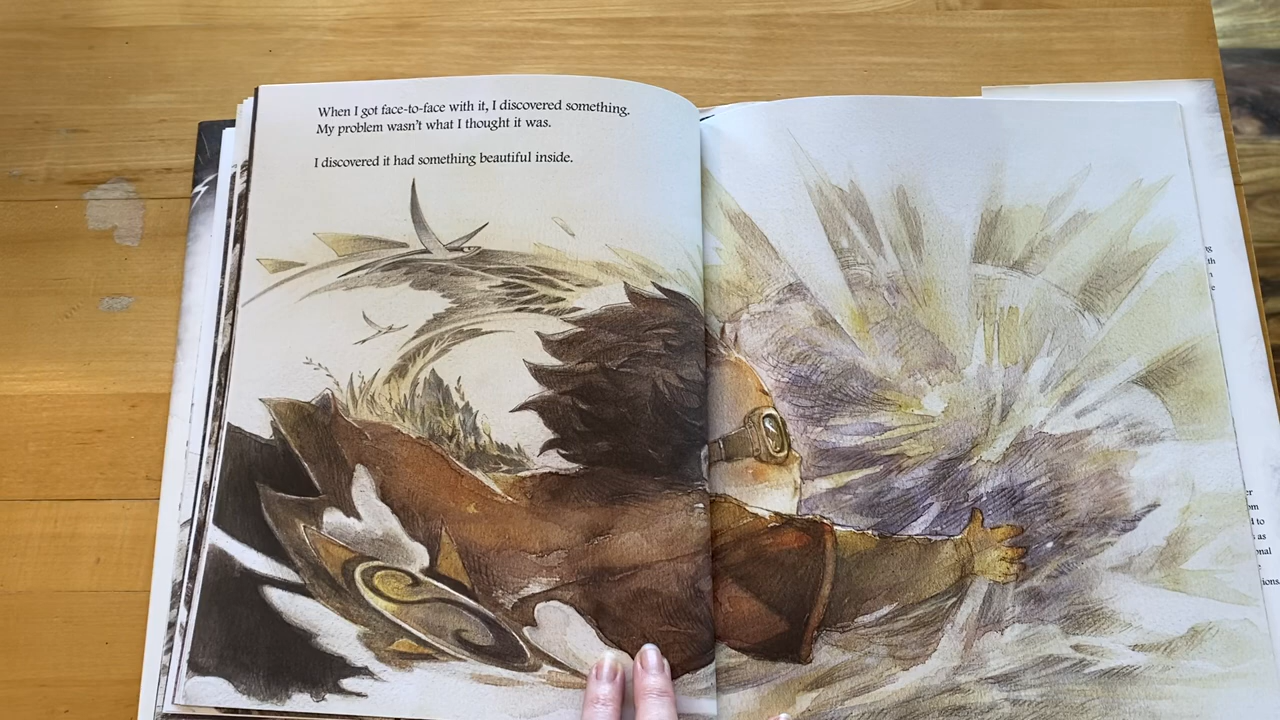 When I got face-to-face with it, I discovered something.
My problem wasn't what I thought it was.
I discovered it had something beautiful inside.